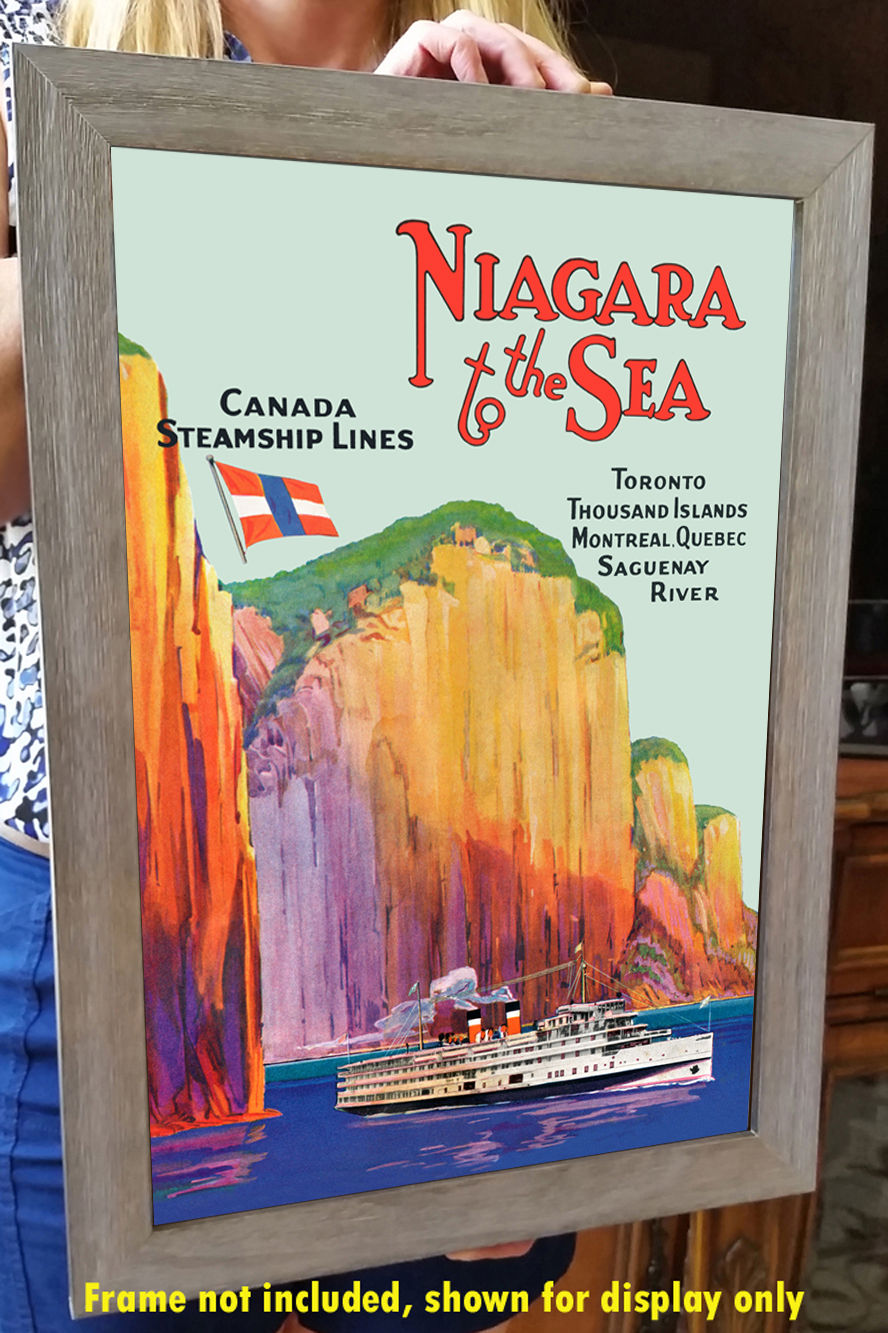 NIAGARA
to the SEA
CANADA
STEAMSHIP LINES
TORONTO
THOUSAND ISLANDS
MONTREAL, QUEBEC
SAGUENAY
RIVER
Frame not included, shown for display only